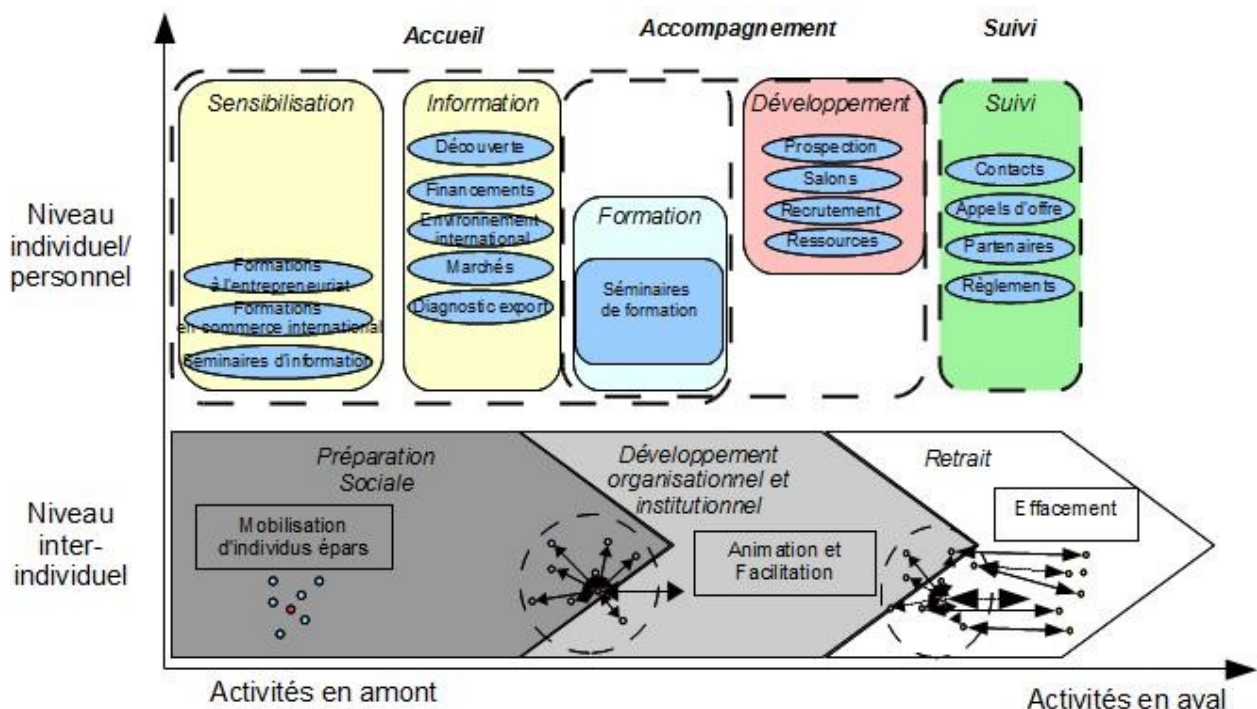 Accueil
Accompagnement
Suivi
Niveau
individuel/
personnel
Sensibilisation
Formations
à l'entrepreneuriat
Formations
en commerce international
Séminaires d'information
Information
Découverte
Financements
Environnement
international
Marchés
Diagnostic export
Formation
Séminaires
de formation
Développement
Prospection
Salons
Recrutement
Ressources
Suivi
Contacts
Appels d'offre
Partenaires
Règlements
Niveau
inter-
individuel
Préparation
Sociale
Mobilisation
d'individus épars
Développement
organisationnel et
institutionnel
Animation et
Facilitation
Retrait
Effacement
Activités en amont
Activités en aval